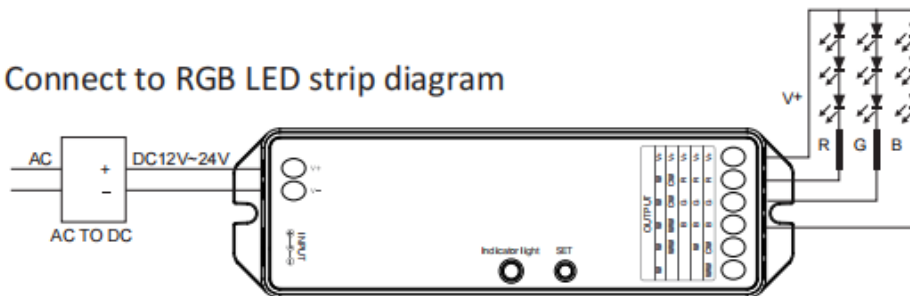 Connect to RGB LED strip diagram
V+
R G B
AC
+
DC12V~24V
−
AC TO DC
V+
V−
INPUT
Indicator light
SET
OUTPUT
V+ V+ V+ V+ V+
R R R
G G G
B B B